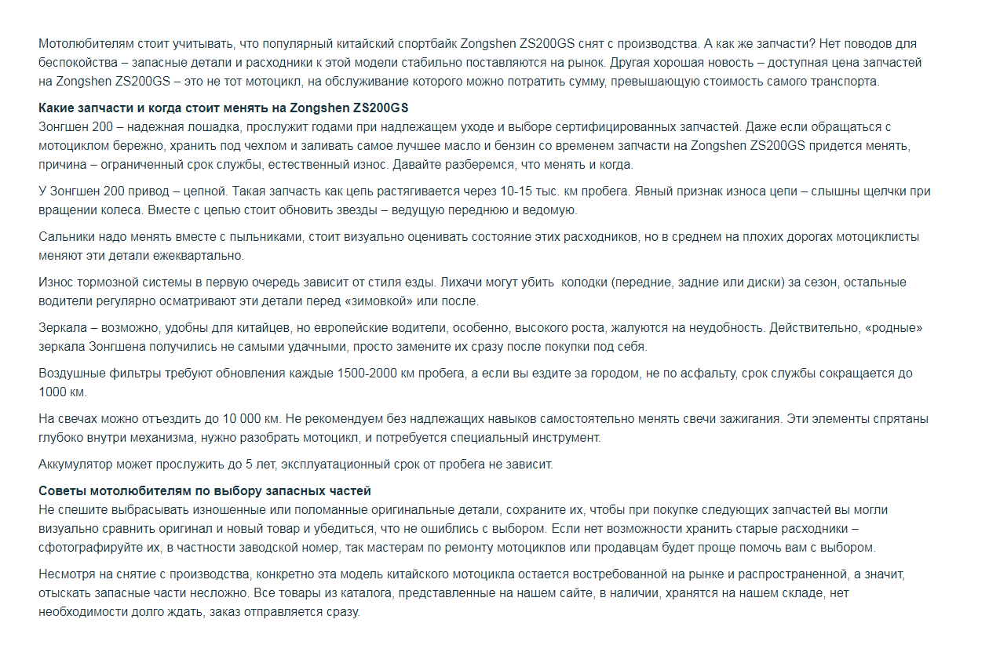 Мотолюбителям стоит учитывать, что популярный китайский спортбайк Zongshen ZS200GS снят с производства. А как же запчасти? Нет поводов для
беспокойства – запасные детали и расходники к этой модели стабильно поставляются на рынок. Другая хорошая новость – доступная цена запчастей
на Zongshen ZS200GS – это не тот мотоцикл, на обслуживание которого можно потратить сумму, превышающую стоимость самого транспорта.
Какие запчасти и когда стоит менять на Zongshen ZS200GS
Зонгшен 200 – надежная лошадка, прослужит годами при надлежащем уходе и выборе сертифицированных запчастей. Даже если обращаться с
мотоциклом бережно, хранить под чехлом и заливать самое лучшее масло и бензин со временем запчасти на Zongshen ZS200GS придется менять,
причина – ограниченный срок службы, естественный износ. Давайте разберемся, что менять и когда.
У Зонгшен 200 привод – цепной. Такая запчасть как цепь растягивается через 10-15 тыс. км пробега. Явный признак износа цепи – слышны щелчки при
вращении колеса. Вместе с цепью стоит обновить звезды – ведущую переднюю и ведомую.
Сальники надо менять вместе с пыльниками, стоит визуально оценивать состояние этих расходников, но в среднем на плохих дорогах мотоциклисты
меняют эти детали ежеквартально.
Износ тормозной системы в первую очередь зависит от стиля езды. Лихачи могут убить  колодки (передние, задние или диски) за сезон, остальные
водители регулярно осматривают эти детали перед «зимовкой» или после.
Зеркала – возможно, удобны для китайцев, но европейские водители, особенно, высокого роста, жалуются на неудобность. Действительно, «родные»
зеркала Зонгшена получились не самыми удачными, просто замените их сразу после покупки под себя.
Воздушные фильтры требуют обновления каждые 1500-2000 км пробега, а если вы ездите за городом, не по асфальту, срок службы сокращается до
1000 км.
На свечах можно отъездить до 10 000 км. Не рекомендуем без надлежащих навыков самостоятельно менять свечи зажигания. Эти элементы спрятаны
глубоко внутри механизма, нужно разобрать мотоцикл, и потребуется специальный инструмент.
Аккумулятор может прослужить до 5 лет, эксплуатационный срок от пробега не зависит.
Советы мотолюбителям по выбору запасных частей
Не спешите выбрасывать изношенные или поломанные оригинальные детали, сохраните их, чтобы при покупке следующих запчастей вы могли
визуально сравнить оригинал и новый товар и убедиться, что не ошиблись с выбором. Если нет возможности хранить старые расходники –
сфотографируйте их, в частности заводской номер, так мастерам по ремонту мотоциклов или продавцам будет проще помочь вам с выбором.
Несмотря на снятие с производства, конкретно эта модель китайского мотоцикла остается востребованной на рынке и распространенной, а значит,
отыскать запасные части несложно. Все товары из каталога, представленные на нашем сайте, в наличии, хранятся на нашем складе, нет
необходимости долго ждать, заказ отправляется сразу.